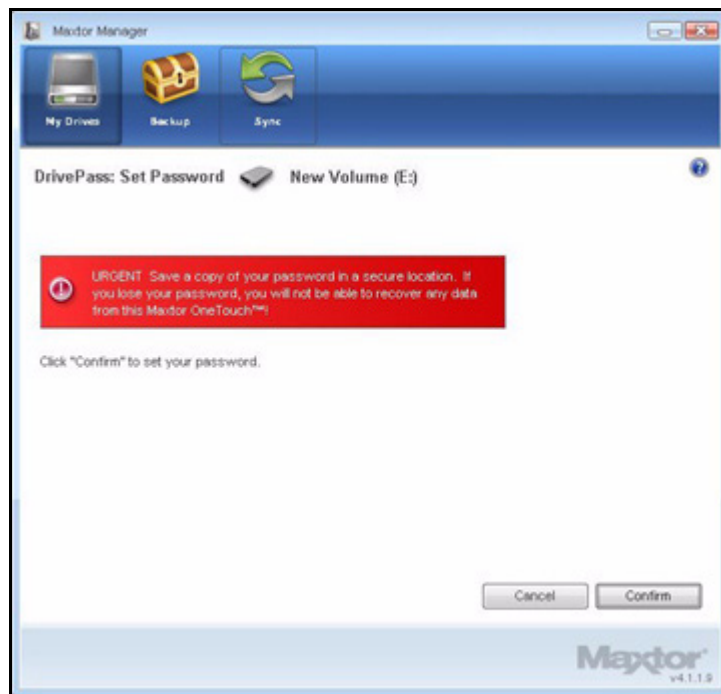 Maxtor Manager
My Drives
Backup
Sync
DrivePass: Set Password
New Volume (E:)
URGENT Save a copy of your password in a secure location. If
you lose your password, you will not be able to recover any data
from this Maxtor OneTouch™!
Click "Confirm" to set your password.
Cancel
Confirm
Maxtor
v4.1.1.9